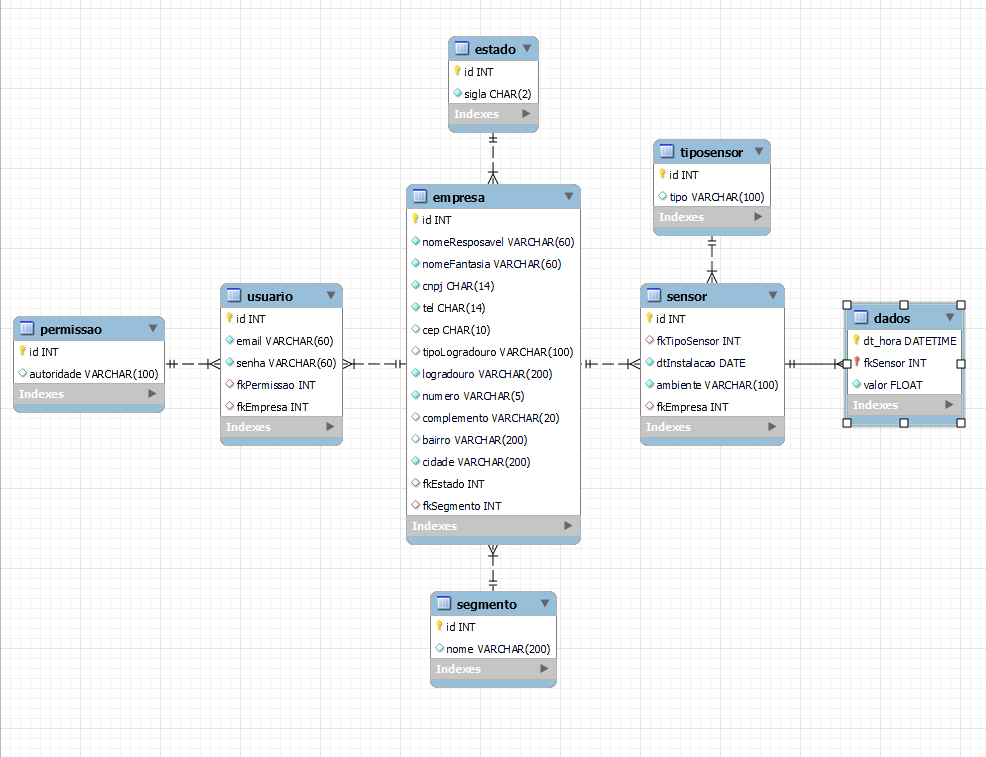 estado
id INT
sigla CHAR(2)
Indexes
tiposensor
id INT
tipo VARCHAR(100)
Indexes
empresa
id INT
nomeResposavel VARCHAR(60)
nomeFantasia VARCHAR(60)
cnpj CHAR(14)
tel CHAR(14)
cep CHAR(10)
tipoLogradouro VARCHAR(100)
logradouro VARCHAR(200)
numero VARCHAR(5)
complemento VARCHAR(20)
bairro VARCHAR(200)
cidade VARCHAR(200)
fkEstado INT
fkSegmento INT
Indexes
permissao
id INT
autoridade VARCHAR(100)
Indexes
usuario
id INT
email VARCHAR(60)
senha VARCHAR(60)
fkPermissao INT
fkEmpresa INT
Indexes
sensor
id INT
fkTipoSensor INT
dtInstalacao DATE
ambiente VARCHAR(100)
fkEmpresa INT
Indexes
dados
dt_hora DATETIME
fkSensor INT
valor FLOAT
Indexes
segmento
id INT
nome VARCHAR(200)
Indexes